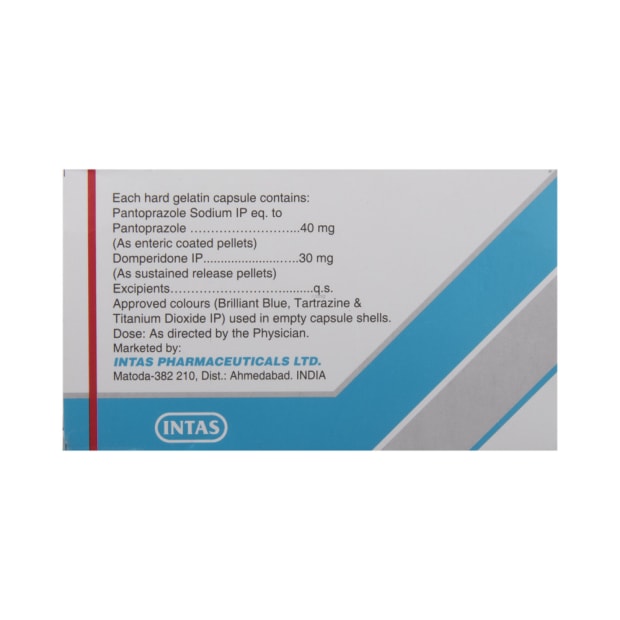 Each hard gelatin capsule contains:
Pantoprazole Sodium IP eq. to
Pantoprazole ..............................40 mg
(As enteric coated pellets)
Domperidone IP............................30 mg
(As sustained release pellets)
Excipients....................................q.s.
Approved colours (Brilliant Blue, Tartrazine &
Titanium Dioxide IP) used in empty capsule shells.
Dose: As directed by the Physician.
Marketed by:
INTAS PHARMACEUTICALS LTD.
Matoda-382 210, Dist.: Ahmedabad. INDIA
INTAS